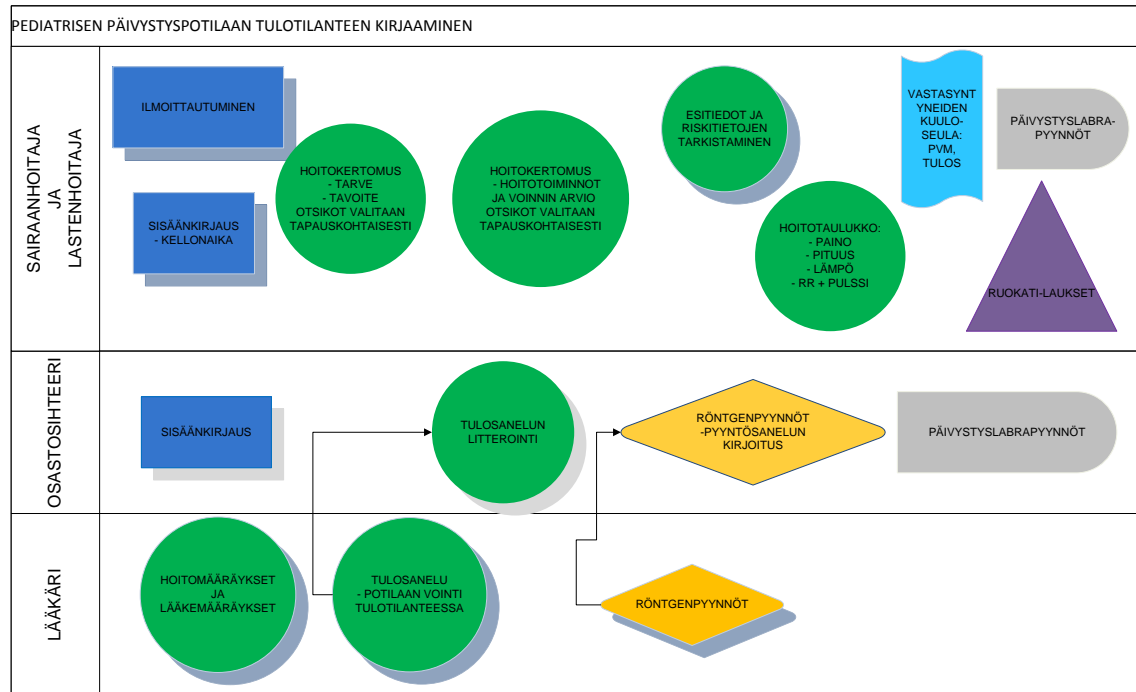 PEDIATRISEN PÄIVYSTYSPOTILAAN TULOTILANTEEN KIRJAAMINEN
SAIRAANHOITAJA
JA
LASTENHOITAJA
ILMOITTAUTUMINEN
SISÄÄNKIRJAUS
- KELLONAIKA
HOITOKERTOMUS
- TARVE
- TAVOITE
OTSIKOT VALITAAN
TAPAUSKOHTAISESTI
HOITOKERTOMUS
- HOITOTOIMINNOT
JA VOINNIN ARVIO
OTSIKOT VALITAAN
TAPAUSKOHTAISESTI
ESITIEDOT JA
RISKITIETOJEN
TARKISTAMINEN
HOITOTAULUKKO:
- PAINO
- PITUUS
- LÄMPÖ
- RR + PULSSI
VASTASYNT
YNEIDEN
KUULO-
SEULA:
PVM,
TULOS
PÄIVYSTYSLABRA-
PYYNNÖT
RUOKATI-LAUKSET
OSASTOSIHTEERI
SISÄÄNKIRJAUS
TULOSANELUN
LITTEROINTI
RÖNTGENPYYNNÖT
-PYYNTÖSANELUN
KIRJOITUS
PÄIVYSTYSLABRAPYYNNÖT
LÄÄKÄRI
HOITOMÄÄRÄYKSET
JA
LÄÄKEMÄÄRÄYKSET
TULOSANELU
- POTILAAN VOINTI
TULOTILANTEESSA
RÖNTGENPYYNNÖT